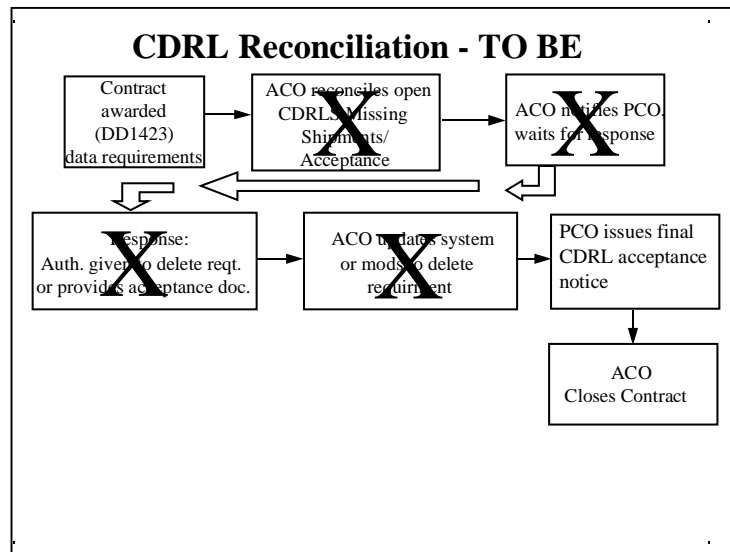 CDRL Reconciliation - TO BE
Contract
awarded
(DD1423)
data requirements
ACO reconciles open
CDRLS Missing
Shipments/
Acceptance
X
ACO notifies PCO,
waits for response
X
Response:
Auth. given to delete reqt.
or provides acceptance doc.
X
ACO updates system
or mods to delete
requirment
X
PCO issues final
CDRL acceptance
notice
ACO
Closes Contract